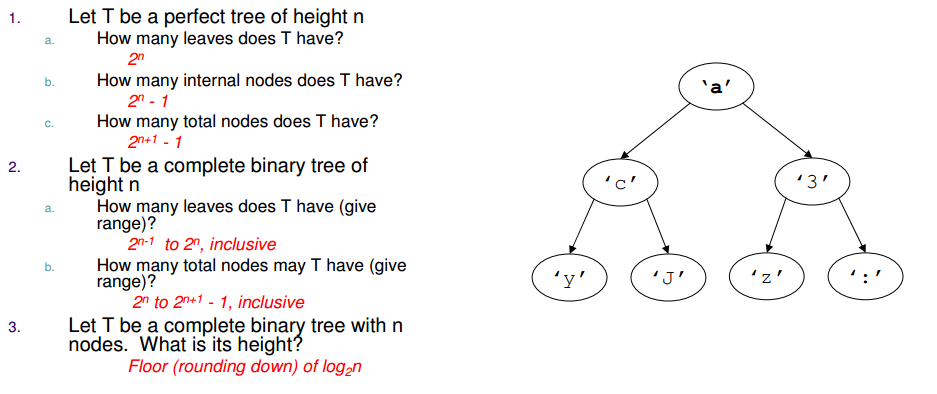 1. Let T be a perfect tree of height n
a. How many leaves does T have?
2ⁿ
b. How many internal nodes does T have?
2ⁿ - 1
c. How many total nodes does T have?
2ⁿ⁺¹ - 1
2. Let T be a complete binary tree of
height n
a. How many leaves does T have (give
range)?
2ⁿ⁻¹ to 2ⁿ, inclusive
b. How many total nodes may T have (give
range)?
2ⁿ to 2ⁿ⁺¹ - 1, inclusive
3. Let T be a complete binary tree with n
nodes. What is its height?
Floor (rounding down) of log₂n
‘a’
‘c’ ‘3’
‘y’ ‘J’ ‘z’ ‘:’